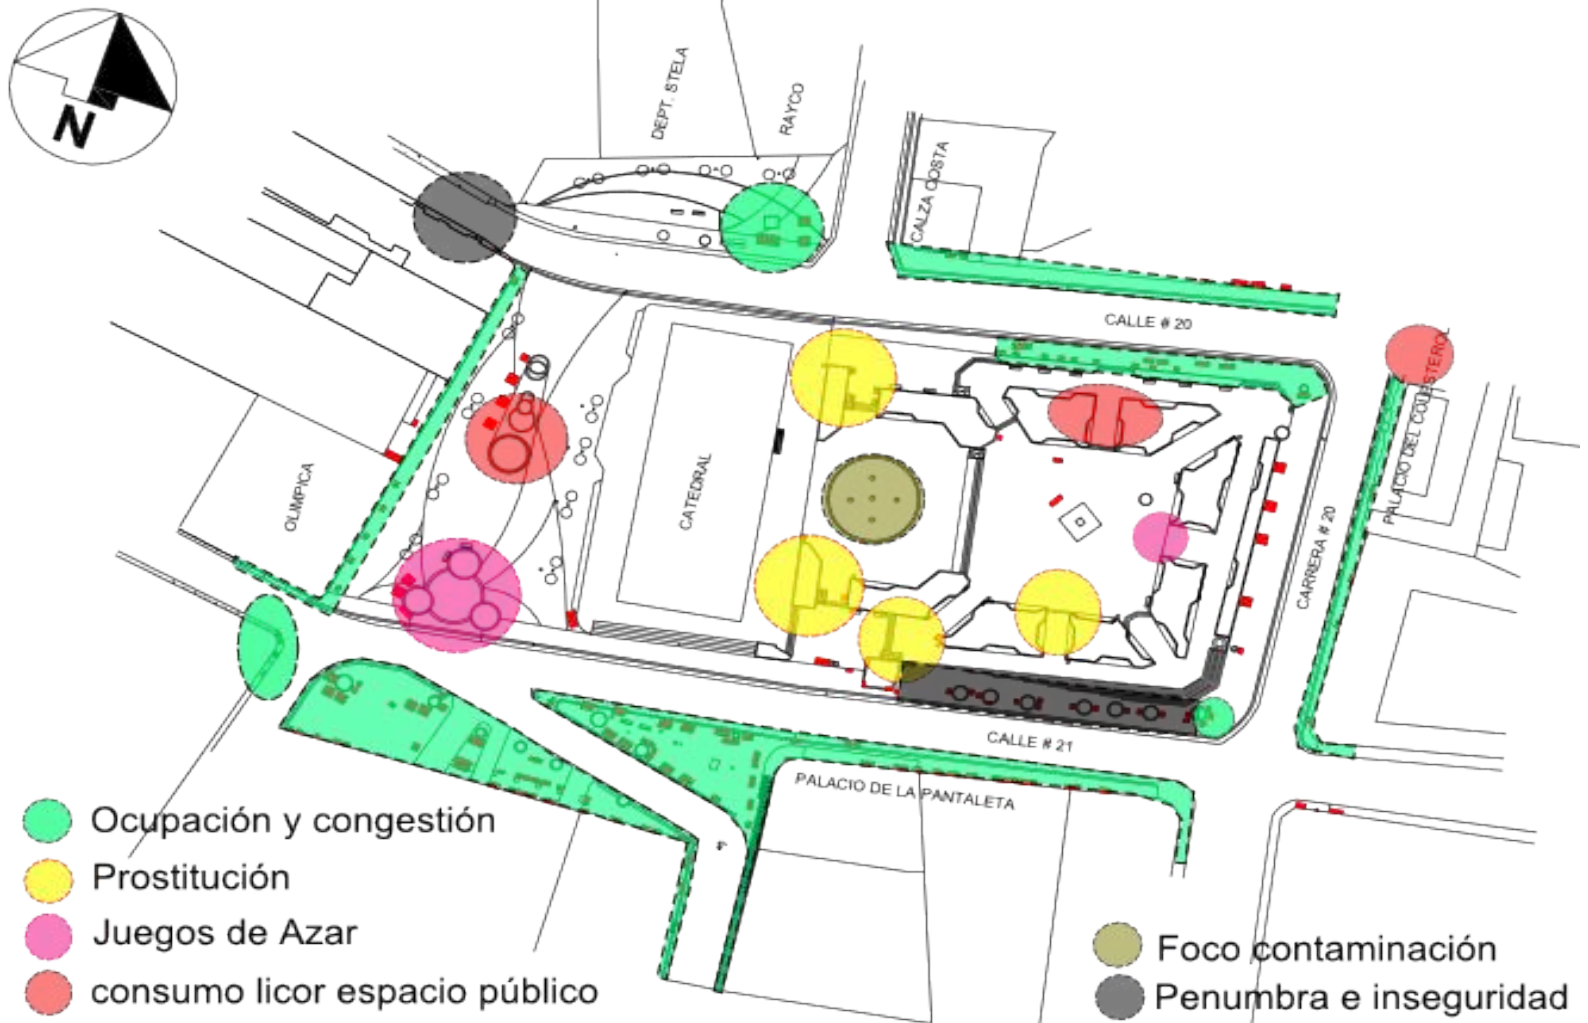 N
DEPT. STELA
RAYCO
CALZA COSTA
CALLE # 20
OLIMPICA
CATEDRAL
CARRERA # 20
CALLE # 21
PALACIO DE LA PANTALETA
Ocupación y congestión
Prostitución
Juegos de Azar
consumo licor espacio público
Foco contaminación
Penumbra e inseguridad
PALACIO DEL